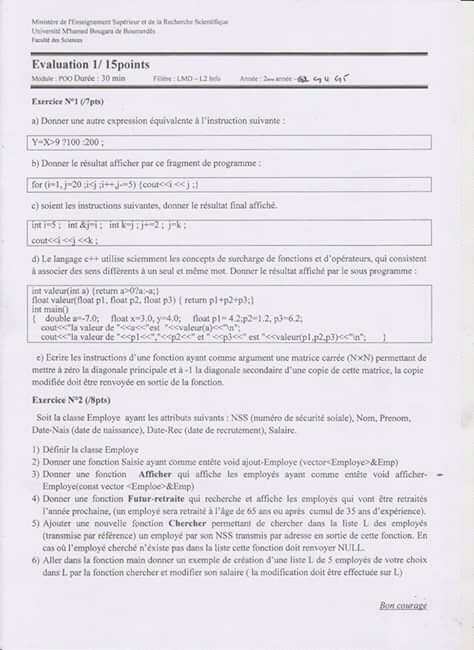 Ministère de l'Enseignement Supérieur et de la Recherche Scientifique
Université M'hamed Bougara de Boumerdès
Faculté des Sciences
Evaluation 1/ 15points
Module : POO Durée : 30 min Filière : LMD – L2 Info Année : 2ème année –
Exercice N°1 (/7pts)
a) Donner une autre expression équivalente à l'instruction suivante :
Y=X>9 ?100 :200 ;
b) Donner le résultat afficher par ce fragment de programme :
for (i=1, j=20 ;i<j ;i++,j-=5) {cout<<i <<j ;}
c) soient les instructions suivantes, donner le résultat final affiché.
int i=5 ; int &j=i ; int k=j ; j+=2 ; j=k ;
cout<<i <<j <<k ;
d) Le langage c++ utilise sciemment les concepts de surcharge de fonctions et d'opérateurs, qui consistent
à associer des sens différents à un seul et même mot. Donner le résultat affiché par le sous programme :
int valeur(int a) {return a>0?a:-a;}
float valeur(float p1, float p2, float p3) { return p1+p2+p3;}
int main()
{ double a=-7.0; float x=3.0, y=4.0; float p1= 4.2;p2=1.2, p3=6.2;
cout<<"la valeur de "<<a<<"est "<<valeur(a)<<"\n";
cout<<"la valeur de "<<p1<<","<<p2<<" et " <<p3<<" est "<<valeur(p1,p2,p3)<<"\n"; }
e) Ecrire les instructions d'une fonction ayant comme argument une matrice carrée (N×N) permettant de
mettre à zéro la diagonale principale et à -1 la diagonale secondaire d'une copie de cette matrice, la copie
modifiée doit être renvoyée en sortie de la fonction.
Exercice N°2 (/8pts)
Soit la classe Employe ayant les attributs suivants : NSS (numéro de sécurité soiale), Nom, Prenom,
Date-Nais (date de naissance), Date-Rec (date de recrutement), Salaire.
1) Définir la classe Employe
2) Donner une fonction Saisie ayant comme entête void ajout-Employe (vector<Employe>&Emp)
3) Donner une fonction Afficher qui affiche les employés ayant comme entête void afficher-
Employe(const vector <Emploe>&Emp)
4) Donner une fonction Futur-retraite qui recherche et affiche les employés qui vont être retraités
l'année prochaine, (un employé sera retraité à l'âge de 65 ans ou après cumul de 35 ans d'expérience).
5) Ajouter une nouvelle fonction Chercher permettant de chercher dans la liste L des employés
(transmise par référence) un employé par son NSS transmis par adresse en sortie de cette fonction. En
cas où l'employé cherché n'éxiste pas dans la liste cette fonction doit renvoyer NULL.
6) Aller dans la fonction main donner un exemple de création d'une liste L de 5 employés de votre choix
dans L par la fonction chercher et modifier son salaire ( la modification doit être effectuée sur L)
Bon courage